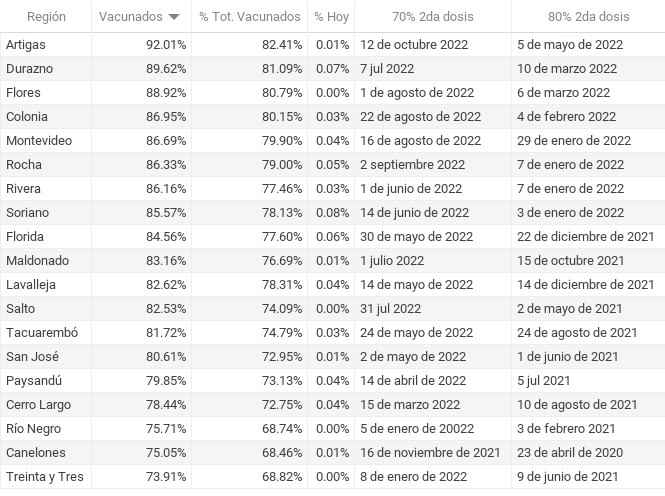 Región Vacunados % Tot. Vacunados % Hoy 70% 2da dosis 80% 2da dosis
Artigas 92.01% 82.41% 0.01% 12 de octubre 2022 5 de mayo de 2022
Durazno 89.62% 81.09% 0.07% 7 jul 2022 10 de marzo 2022
Flores 88.92% 80.79% 0.00% 1 de agosto de 2022 6 de marzo 2022
Colonia 86.95% 80.15% 0.03% 22 de agosto de 2022 4 de febrero 2022
Montevideo 86.69% 79.90% 0.04% 16 de agosto de 2022 29 de enero de 2022
Rocha 86.33% 79.00% 0.05% 2 septiembre 2022 7 de enero de 2022
Rivera 86.16% 77.46% 0.03% 1 de junio de 2022 7 de enero de 2022
Soriano 85.57% 78.13% 0.08% 14 de junio de 2022 3 de enero de 2022
Florida 84.56% 77.60% 0.06% 30 de mayo de 2022 22 de diciembre de 2021
Maldonado 83.16% 76.69% 0.01% 1 julio 2022 15 de octubre 2021
Lavalleja 82.62% 78.31% 0.04% 14 de mayo de 2022 14 de diciembre de 2021
Salto 82.53% 74.09% 0.00% 31 jul 2022 2 de mayo de 2021
Tacuarembó 81.72% 74.79% 0.03% 24 de mayo de 2022 24 de agosto de 2021
San José 80.61% 72.95% 0.01% 2 de mayo de 2022 1 de junio de 2021
Paysandú 79.85% 73.13% 0.04% 14 de abril de 2022 5 jul 2021
Cerro Largo 78.44% 72.75% 0.04% 15 de marzo 2022 10 de agosto de 2021
Río Negro 75.71% 68.74% 0.00% 5 de enero de 20022 3 de febrero 2021
Canelones 75.05% 68.46% 0.01% 16 de noviembre de 2021 23 de abril de 2020
Treinta y Tres 73.91% 68.82% 0.00% 8 de enero de 2022 9 de junio de 2021